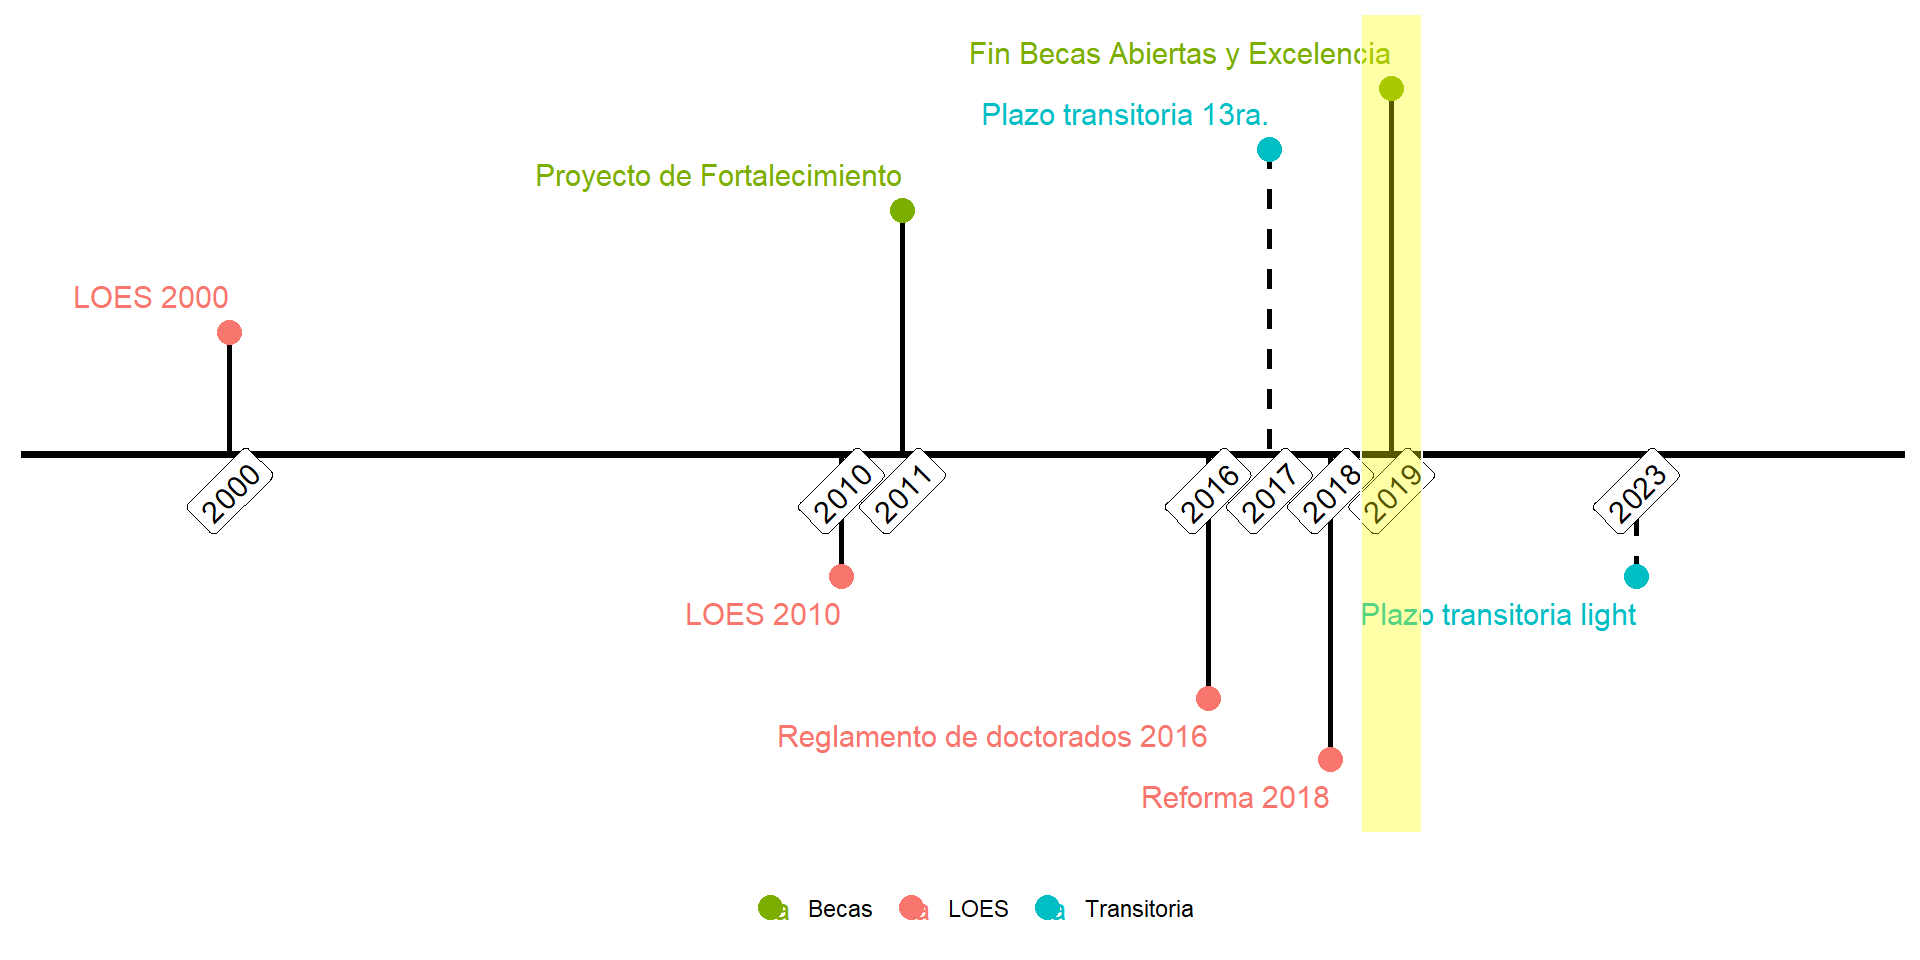 Fin Becas Abiertas y Excelencia
Plazo transitoria 13ra.
Proyecto de Fortalecimiento
LOES 2000
2000
2010
2011
2016
2017
2018
2019
2023
LOES 2010
Plazo transitoria light
Reglamento de doctorados 2016
Reforma 2018
a Becas a LOES a Transitoria